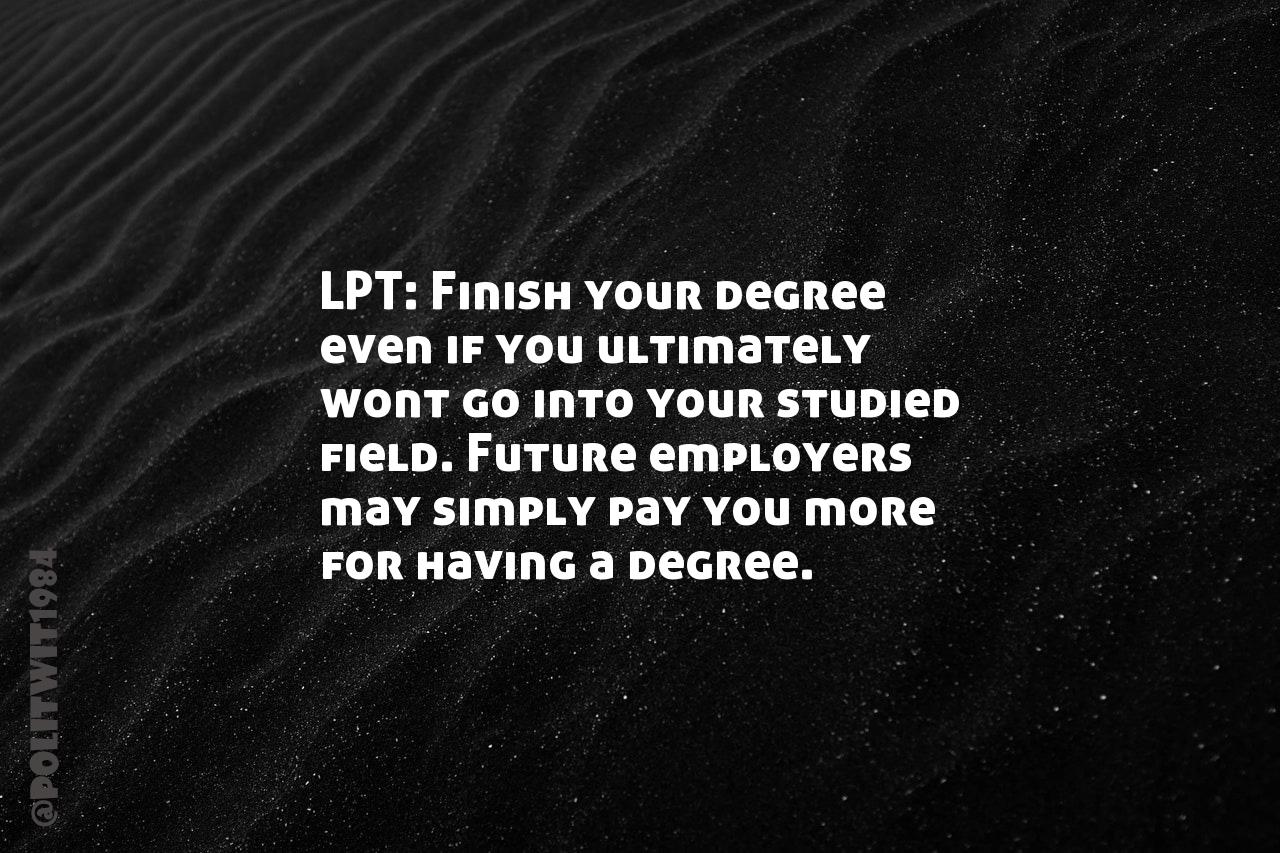 LPT: Finish your degree
even if you ultimately
wont go into your studied
field. Future employers
may simply pay you more
for having a degree.
@POLITWIT1984